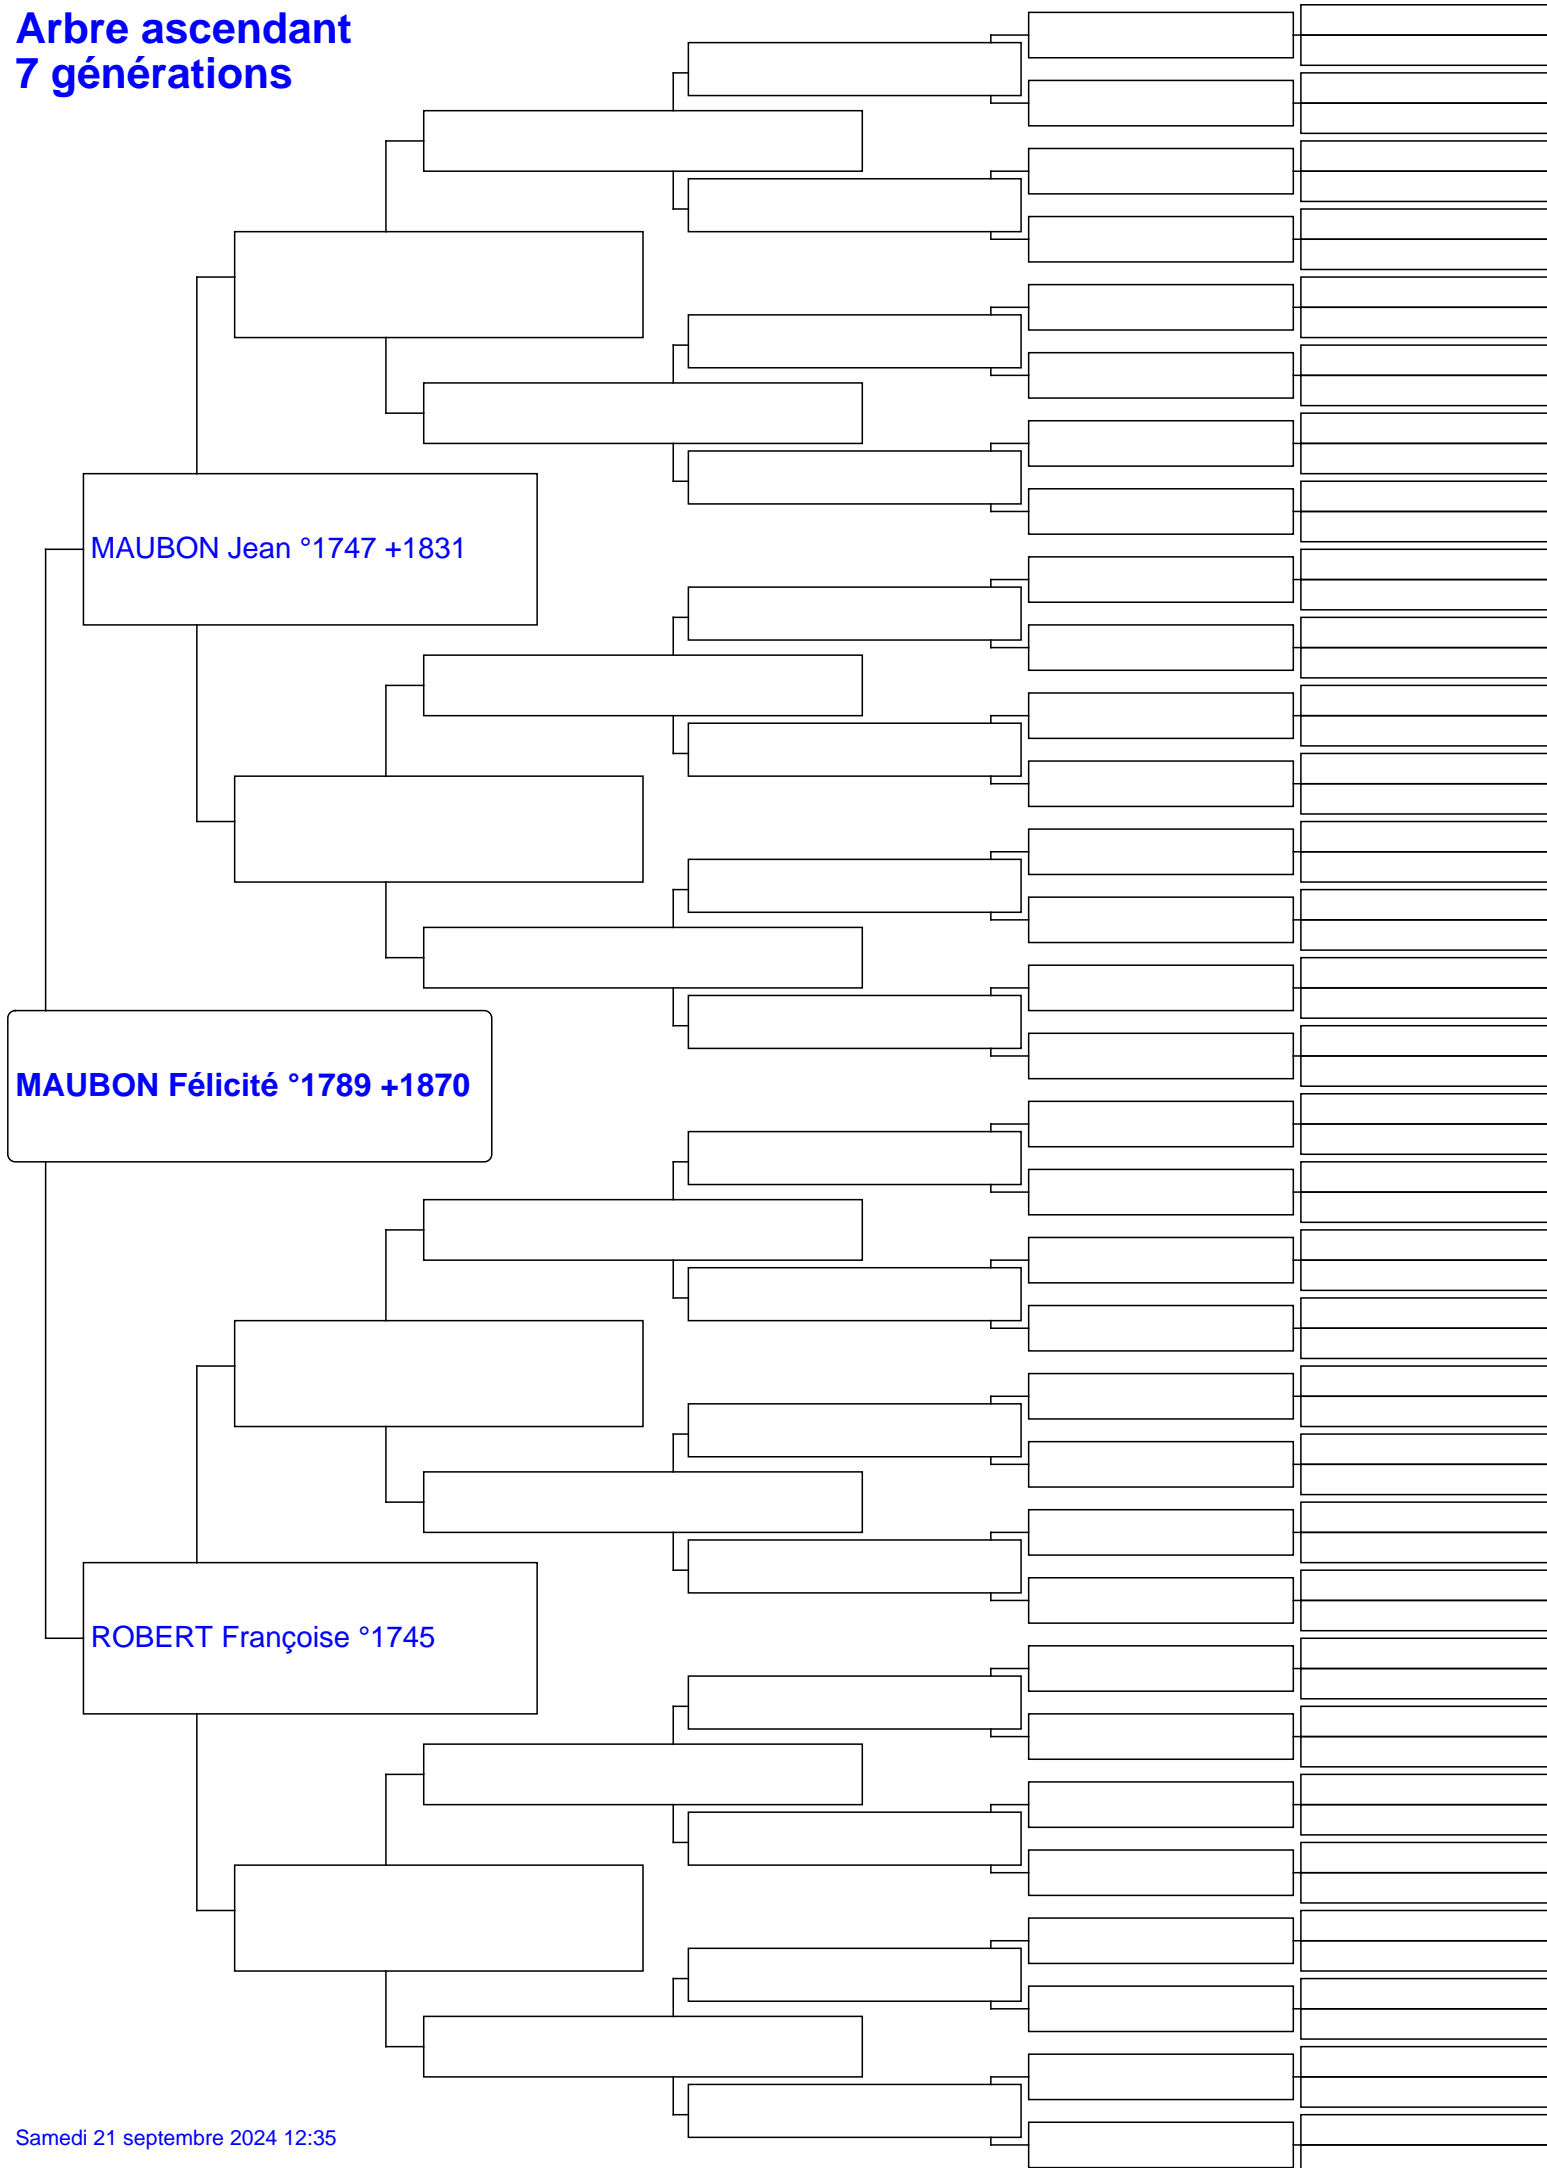 Arbre ascendant
7 générations
MAUBON Jean °1747 +1831
MAUBON Félicité °1789 +1870
ROBERT Françoise °1745
Samedi 21 septembre 2024 12:35